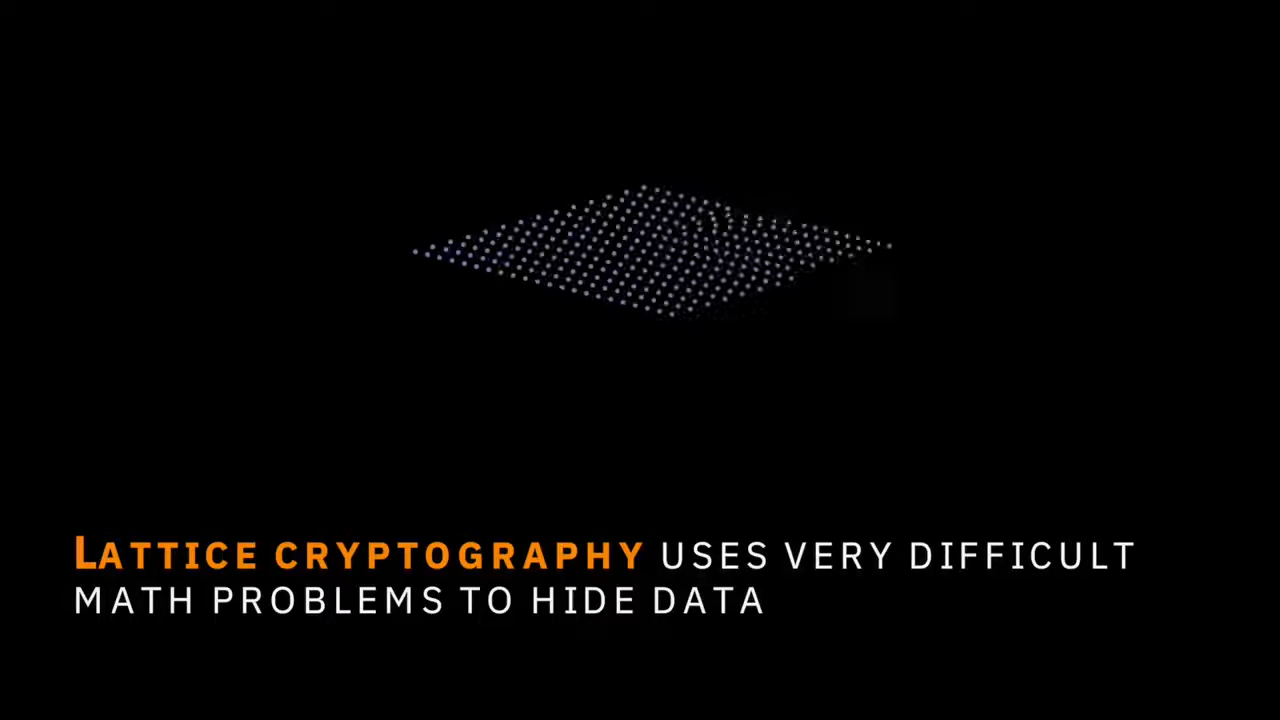 LATTICE CRYPTOGRAPHY USES VERY DIFFICULT
MATH PROBLEMS TO HIDE DATA